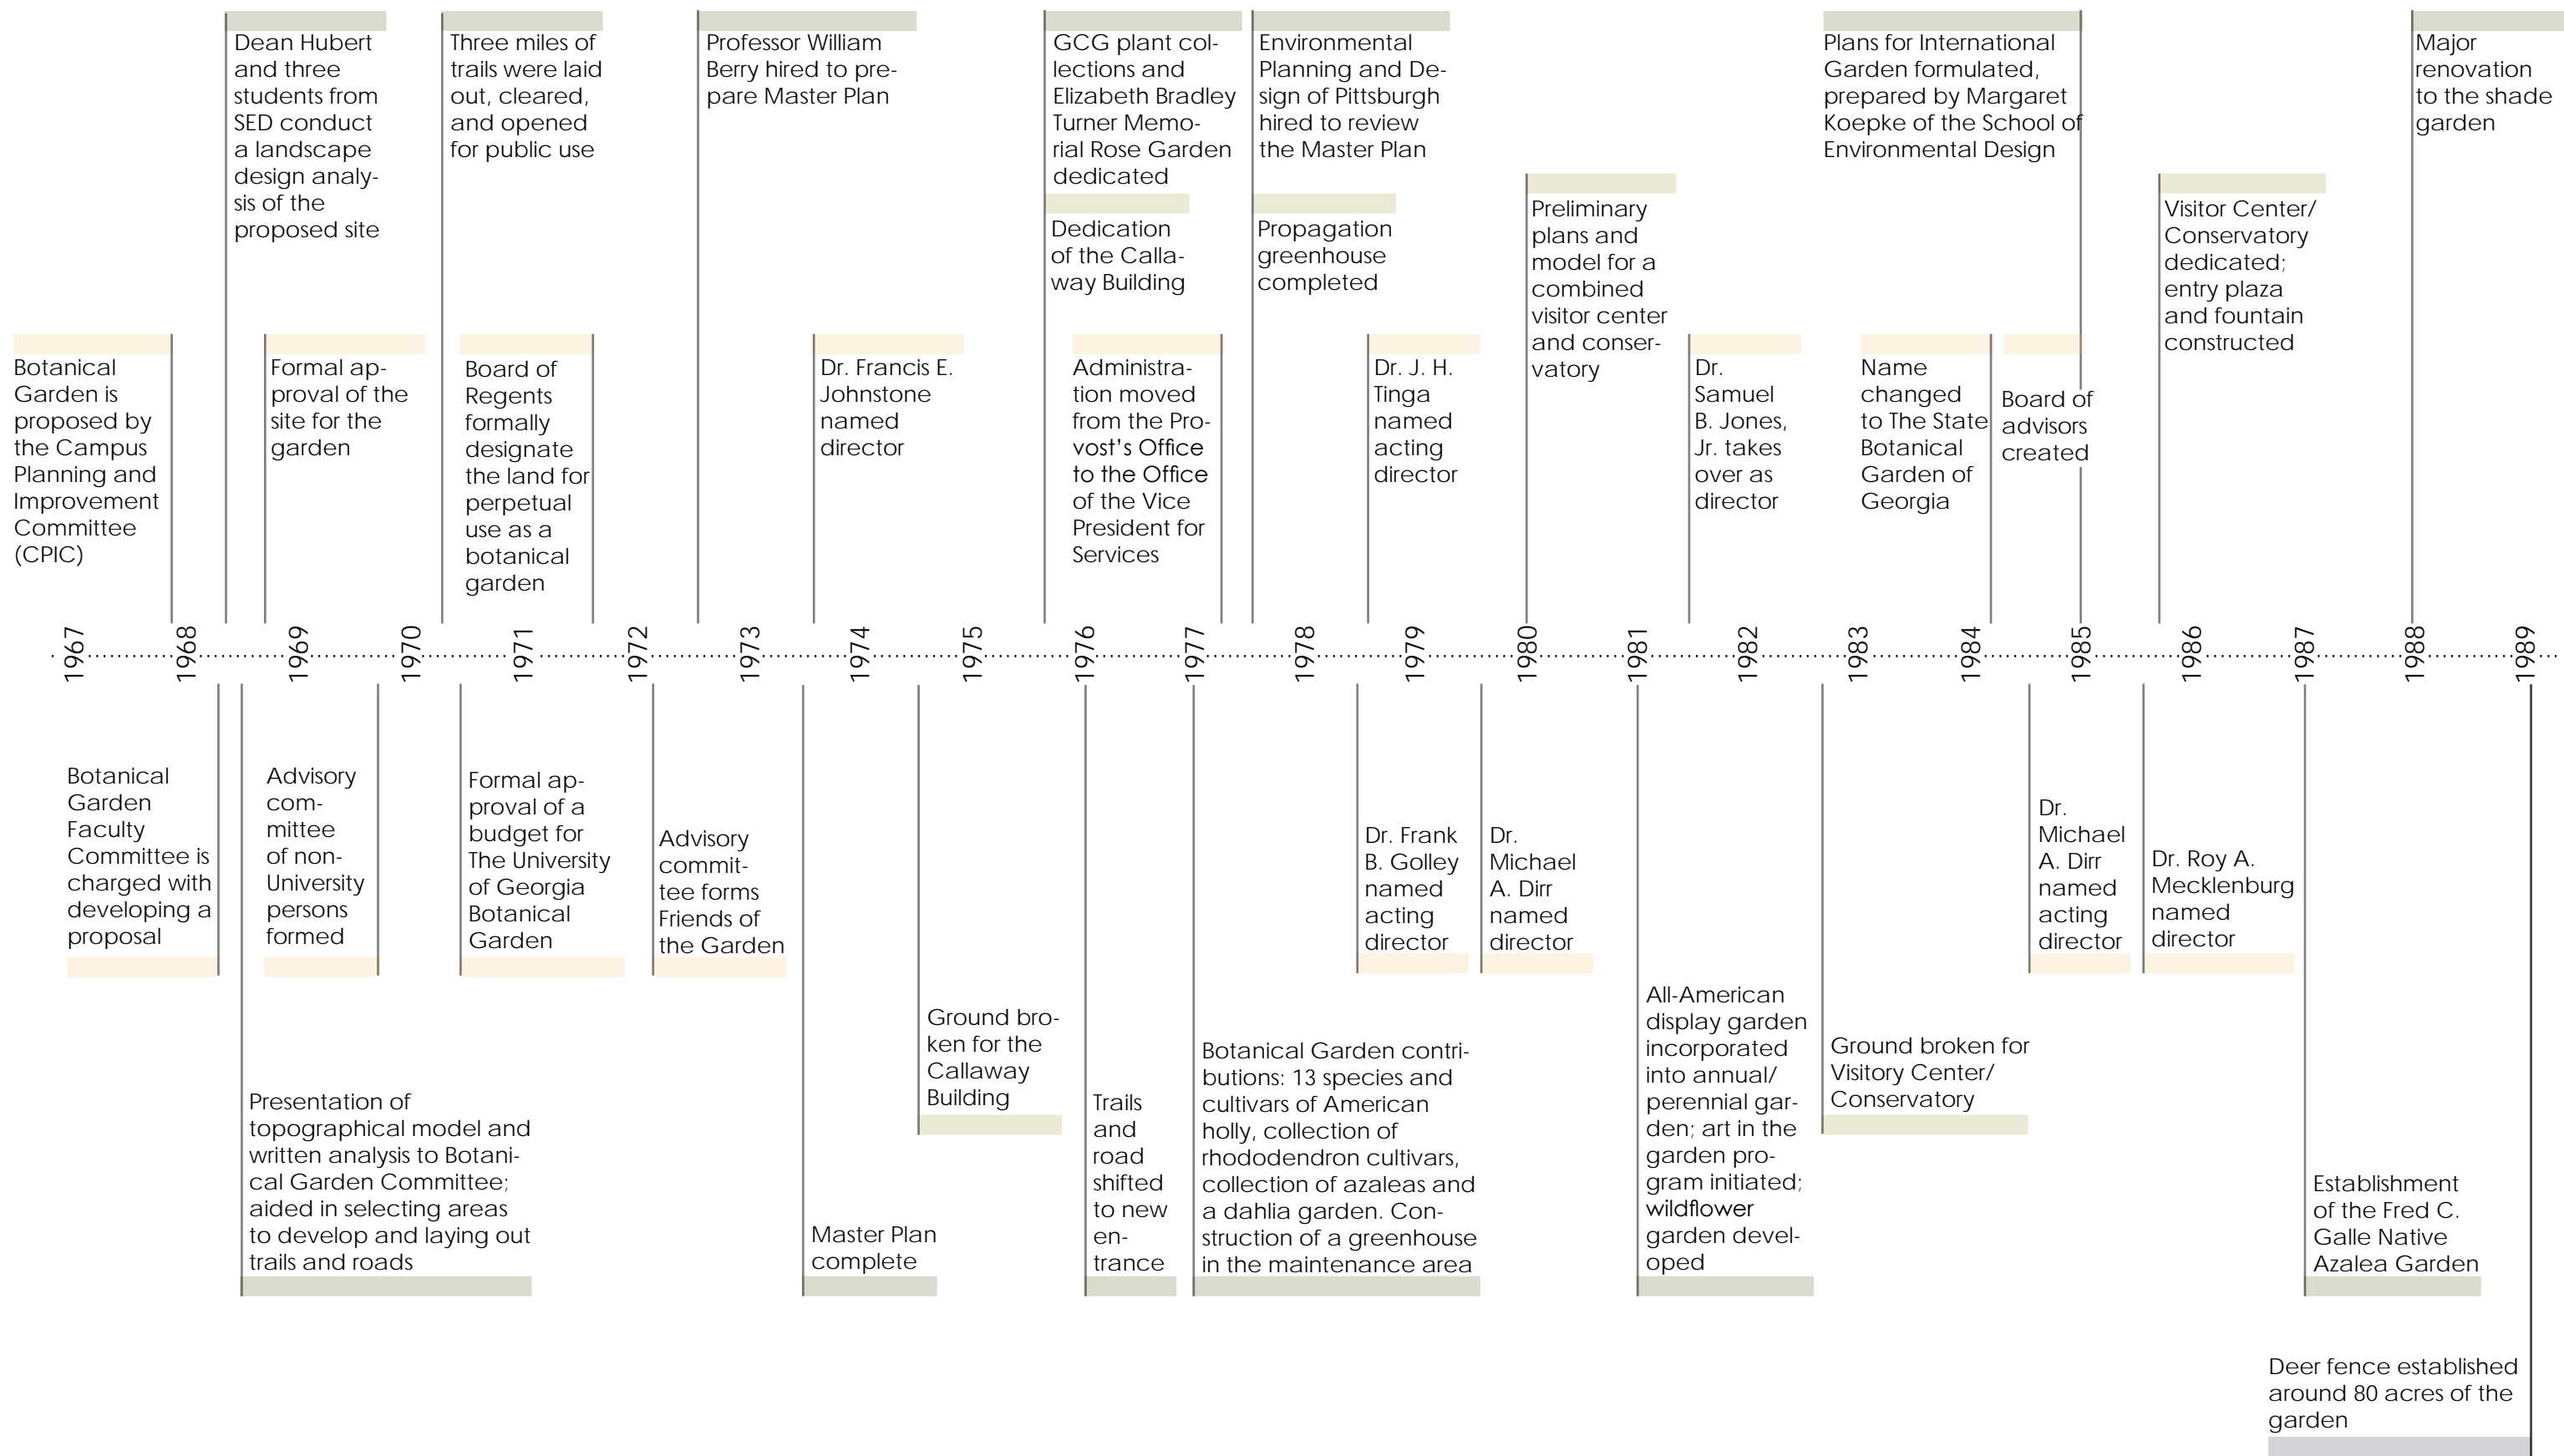 Dean Hubert
and three
students from
SED conduct
a landscape
design analy-
sis of the
proposed site
Three miles of
trails were laid
out, cleared,
and opened
for public use
Professor William
Berry hired to pre-
pare Master Plan
GCG plant col-
lections and
Elizabeth Bradley
Turner Memo-
rial Rose Garden
dedicated
Dedication
of the Calla-
way Building
Environmental
Planning and De-
sign of Pittsburgh
hired to review
the Master Plan
Propagation
greenhouse
completed
Preliminary
plans and
model for a
combined
visitor center
and conser-
vatory
Plans for International
Garden formulated,
prepared by Margaret
Koepke of the School of
Environmental Design
Visitor Center/
Conservatory
dedicated;
entry plaza
and fountain
constructed
Major
renovation
to the shade
garden
Botanical
Garden is
proposed by
the Campus
Planning and
Improvement
Committee
(CPIC)
Formal ap-
proval of the
site for the
garden
Board of
Regents
formally
designate
the land for
perpetual
use as a
botanical
garden
Dr. Francis E.
Johnstone
named
director
Administra-
tion moved
from the Pro-
vost's Office
to the Office
of the Vice
President for
Services
Dr. J. H.
Tinga
named
acting
director
Dr.
Samuel
B. Jones,
Jr. takes
over as
director
Name
changed
to The State
Botanical
Garden of
Georgia
Board of
advisors
created
1967
1968
1969
1970
1971
1972
1973
1974
1975
1976
1977
1978
1979
1980
1981
1982
1983
1984
1985
1986
1987
1988
1989
Botanical
Garden
Faculty
Committee is
charged with
developing a
proposal
Advisory
com-
mittee
of non-
University
persons
formed
Formal ap-
proval of a
budget for
The University
of Georgia
Botanical
Garden
Advisory
commit-
tee forms
Friends of
the Garden
Dr. Frank
B. Golley
named
acting
director
Dr.
Michael
A. Dirr
named
director
Dr.
Michael
A. Dirr
named
acting
director
Dr. Roy A.
Mecklenburg
named
director
Presentation of
topographical model and
written analysis to Botani-
cal Garden Committee;
aided in selecting areas
to develop and laying out
trails and roads
Master Plan
complete
Ground bro-
ken for the
Callaway
Building
Trails
and
road
shifted
to new
en-
trance
Botanical Garden contri-
butions: 13 species and
cultivars of American
holly, collection of
rhododendron cultivars,
collection of azaleas and
a dahlia garden. Con-
struction of a greenhouse
in the maintenance area
All-American
display garden
incorporated
into annual/
perennial gar-
den; art in the
garden pro-
gram initiated;
wildflower
garden devel-
oped
Ground broken for
Visitory Center/
Conservatory
Establishment
of the Fred C.
Galle Native
Azalea Garden
Deer fence established
around 80 acres of the
garden